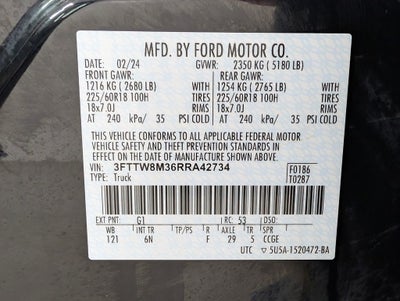 MFD. BY FORD MOTOR CO.
DATE: 02/24 GVWR: 2350 KG (5180 LB)
FRONT GAWR: REAR GAWR:
1216 KG (2680 LB) 1254 KG (2765 LB)
225/60R18 100H TIRES 225/60R18 100H
18x7.0J RIMS 18x7.0J
AT 240 kPa/ 35 PSI COLD AT 240 kPa/ 35 PSI COLD
THIS VEHICLE CONFORMS TO ALL APPLICABLE FEDERAL MOTOR
VEHICLE SAFETY AND THEFT PREVENTION STANDARDS IN EFFECT
ON THE DATE OF MANUFACTURE SHOWN ABOVE.
VIN: 3FTTW8M36RRA42734 F0186
TYPE: Truck T0287
EXT PNT: G1 RC: 53 DSO:
WB INT TR TP/PS R AXLE TR S
121 6N F 29 5 CCGE
UTC ▽5U5A-1520472-BA